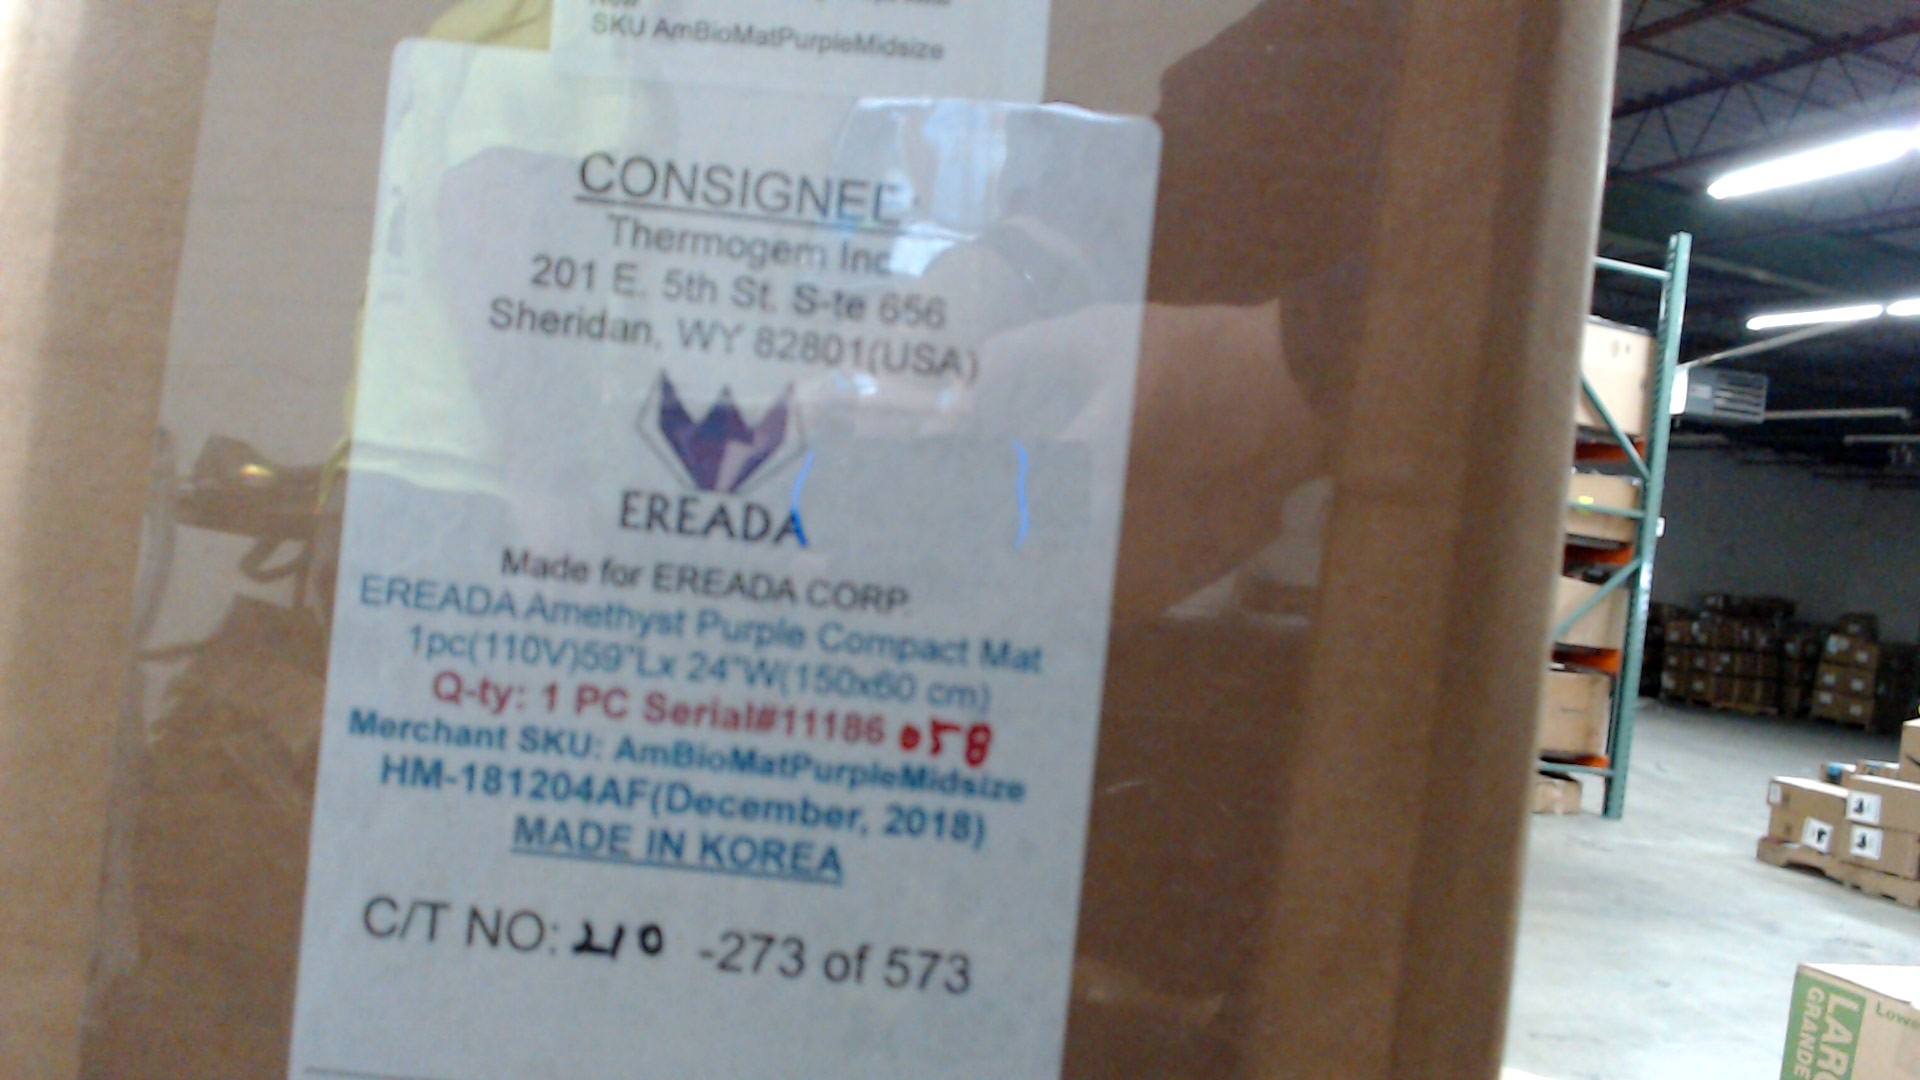 New
SKU AmBioMatPurpleMidsize
CONSIGNEE:
Thermogem Inc
201 E. 5th St. S-te 656
Sheridan, WY 82801(USA)
EREADA
Made for EREADA CORP.
EREADA Amethyst Purple Compact Mat
1pc(110V)59"Lx 24"W(150x60 cm)
Q-ty: 1 PC Serial#11186 058
Merchant SKU: AmBioMatPurpleMidsize
HM-181204AF(December, 2018)
MADE IN KOREA
C/T NO: 210 -273 of 573
GRANDE